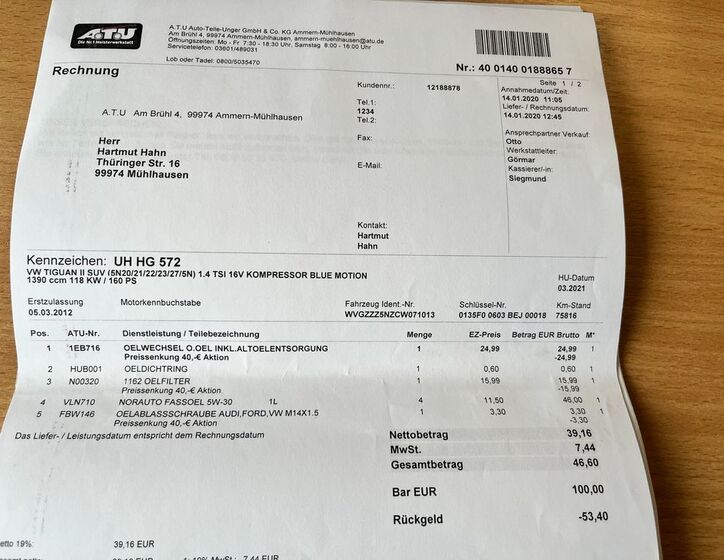 A.T.U
Die Nr.1 Meisterwerkstatt
A.T.U Auto-Teile-Unger GmbH & Co. KG Ammern-Mühlhausen
Am Brühl 4, 99974 Ammern-Mühlhausen, ammern-muehlhausen@atu.de
Öffnungszeiten: Mo - Fr 7:30 - 18:30 Uhr, Samstag 8:00 - 16:00 Uhr
Servicetelefon: 03601/489031
Lob oder Tadel: 0800/5035470
Rechnung
Nr.: 40 0140 0188865 7
Seite 1 / 2
Kundennr.: 12188878
Annahmedatum/Zeit:
14.01.2020 11:05
Liefer- / Rechnungsdatum:
14.01.2020 12:45
A.T.U Am Brühl 4, 99974 Ammern-Mühlhausen
Tel.1:
1234
Tel.2:
Fax:
E-Mail:
Ansprechpartner Verkauf:
Otto
Werkstattleiter:
Görmar
Kassierer/-in:
Siegmund
Herr
Hartmut Hahn
Thüringer Str. 16
99974 Mühlhausen
Kontakt:
Hartmut
Hahn
Kennzeichen: UH HG 572
VW TIGUAN II SUV (5N20/21/22/23/27/5N) 1.4 TSI 16V KOMPRESSOR BLUE MOTION
1390 ccm 118 KW / 160 PS
HU-Datum
03.2021
Erstzulassung Motorkennbuchstabe Fahrzeug Ident.-Nr. Schlüssel-Nr. Km-Stand
05.03.2012 WVGZZZ5NZCW071013 0135F0 0603 BEJ 00018 75816
Pos. ATU-Nr. Dienstleistung / Teilebezeichnung Menge EZ-Preis Betrag EUR Brutto M*
1 1EB716 OELWECHSEL O.OEL INKL.ALTOELENTSORGUNG 1 24,99 24,99 1
Preissenkung 40,-€ Aktion -24,99
2 HUB001 OELDICHTRING 1 0,60 0,60 1
3 N00320 1162 OELFILTER 1 15,99 15,99 1
Preissenkung 40,-€ Aktion -15,99
4 VLN710 NORAUTO FASSOEL 5W-30 1L 4 11,50 46,00 1
5 FBW146 OELABLASSSCHRAUBE AUDI,FORD,VW M14X1.5 1 3,30 3,30 1
Preissenkung 40,-€ Aktion -3,30
Das Liefer- / Leistungsdatum entspricht dem Rechnungsdatum
Nettobetrag 39,16
MwSt. 7,44
Gesamtbetrag 46,60
Bar EUR 100,00
Rückgeld -53,40
etto 19%: 39,16 EUR